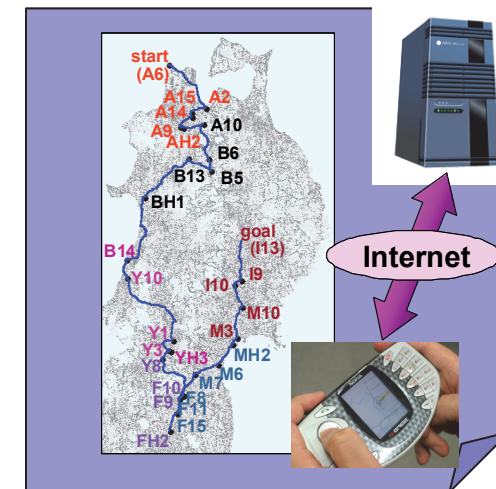 start
(A6)
A15
A2
A14
A9
A10
AH2
B6
B13
B5
BH1
goal
(I13)
B14
Internet
Y10
I10
I9
M10
Y1
M3
Y3
YH3
MH2
Y8
M6
F10
M7
F9
F8
F11
F15
FH2